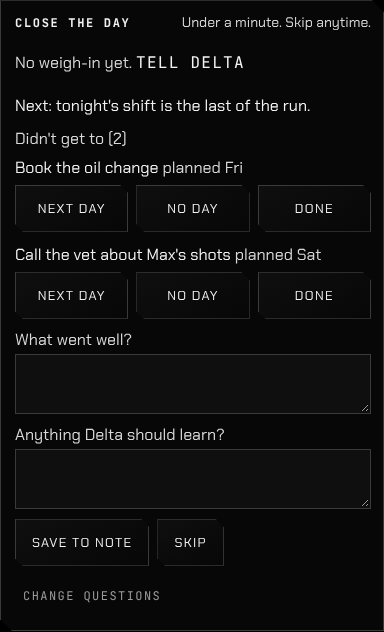 CLOSE THE DAY Under a minute. Skip anytime.
No weigh-in yet. TELL DELTA
Next: tonight's shift is the last of the run.
Didn't get to (2)
Book the oil change planned Fri
NEXT DAY NO DAY DONE
Call the vet about Max's shots planned Sat
NEXT DAY NO DAY DONE
What went well?
Anything Delta should learn?
SAVE TO NOTE SKIP
CHANGE QUESTIONS